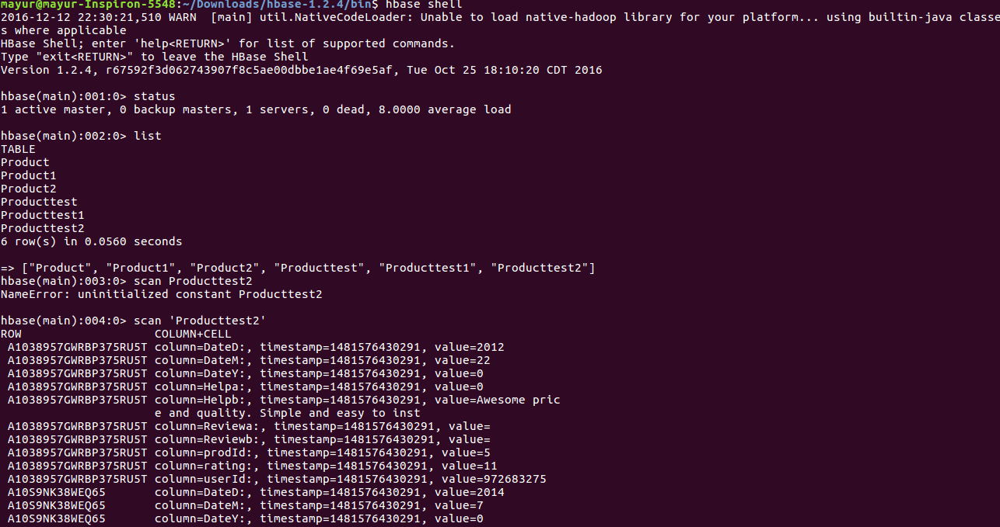 mayur@mayur-Inspiron-5548:~/Downloads/hbase-1.2.4/bin$ hbase shell
2016-12-12 22:30:21,510 WARN  [main] util.NativeCodeLoader: Unable to load native-hadoop library for your platform... using builtin-java classe
s where applicable
HBase Shell; enter 'help<RETURN>' for list of supported commands.
Type "exit<RETURN>" to leave the HBase Shell
Version 1.2.4, r67592f3d062743907f8c5ae00dbbe1ae4f69e5af, Tue Oct 25 18:10:20 CDT 2016

hbase(main):001:0> status
1 active master, 0 backup masters, 1 servers, 0 dead, 8.0000 average load

hbase(main):002:0> list
TABLE
Product
Product1
Product2
Producttest
Producttest1
Producttest2
6 row(s) in 0.0560 seconds

=> ["Product", "Product1", "Product2", "Producttest", "Producttest1", "Producttest2"]
hbase(main):003:0> scan Producttest2
NameError: uninitialized constant Producttest2

hbase(main):004:0> scan 'Producttest2'
ROW                   COLUMN+CELL
 A1038957GWRBP375RU5T column=DateD:, timestamp=1481576430291, value=2012
 A1038957GWRBP375RU5T column=DateM:, timestamp=1481576430291, value=22
 A1038957GWRBP375RU5T column=DateY:, timestamp=1481576430291, value=0
 A1038957GWRBP375RU5T column=Helpa:, timestamp=1481576430291, value=0
 A1038957GWRBP375RU5T column=Helpb:, timestamp=1481576430291, value=Awesome pric
                      e and quality. Simple and easy to inst
 A1038957GWRBP375RU5T column=Reviewa:, timestamp=1481576430291, value=
 A1038957GWRBP375RU5T column=Reviewb:, timestamp=1481576430291, value=
 A1038957GWRBP375RU5T column=prodId:, timestamp=1481576430291, value=5
 A1038957GWRBP375RU5T column=rating:, timestamp=1481576430291, value=11
 A1038957GWRBP375RU5T column=userId:, timestamp=1481576430291, value=972683275
 A10S9NK38WEQ65       column=DateD:, timestamp=1481576430291, value=2014
 A10S9NK38WEQ65       column=DateM:, timestamp=1481576430291, value=7
 A10S9NK38WEQ65       column=DateY:, timestamp=1481576430291, value=0